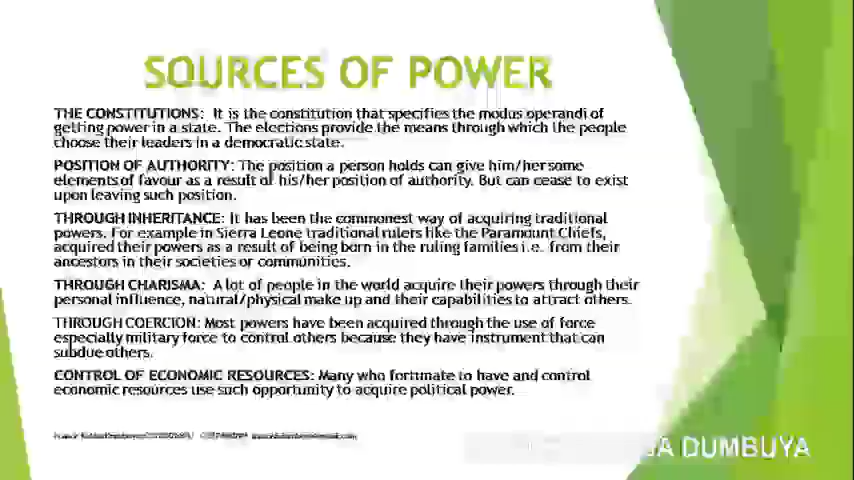 SOURCES OF POWER
THE CONSTITUTIONS: It is the constitution that specifies the modus operandi of
getting power in a state. The elections provide the means through which the people
choose their leaders in a democratic state.
POSITION OF AUTHORITY: The position a person holds can give him/her some
elements of favour as a result of his/her position of authority. But can cease to exist
upon leaving such position.
THROUGH INHERITANCE: It has been the commonest way of acquiring traditional
powers. For example in Sierra Leone traditional rulers like the Paramount Chiefs,
acquired their powers as a result of being born in the ruling families i.e. from their
ancestors in their societies or communities.
THROUGH CHARISMA: A lot of people in the world acquire their powers through their
personal influence, natural/physical make up and their capabilities to attract others.
THROUGH COERCION: Most powers have been acquired through the use of force
especially military force to control others because they have instrument that can
subdue others.
CONTROL OF ECONOMIC RESOURCES: Many who fortunate to have and control
economic resources use such opportunity to acquire political power.
DUMBUYA